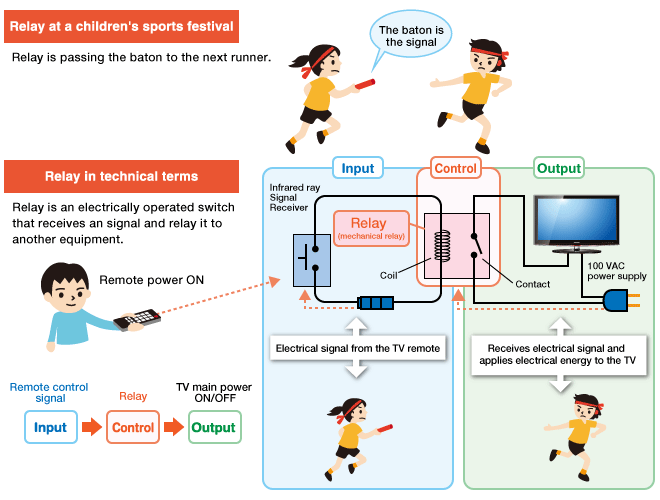 Relay at a children's sports festival
Relay is passing the baton to the next runner.
The baton is
the signal
Relay in technical terms
Relay is an electrically operated switch
that receives an signal and relay it to
another equipment.
Remote power ON
Input
Control
Output
Infrared ray
Signal
Receiver
Relay
(mechanical relay)
Coil
Contact
100 VAC
power supply
Electrical signal from the TV remote
Receives electrical signal and
applies electrical energy to the TV
Remote control
signal
Relay
TV main power
ON/OFF
Input
Control
Output